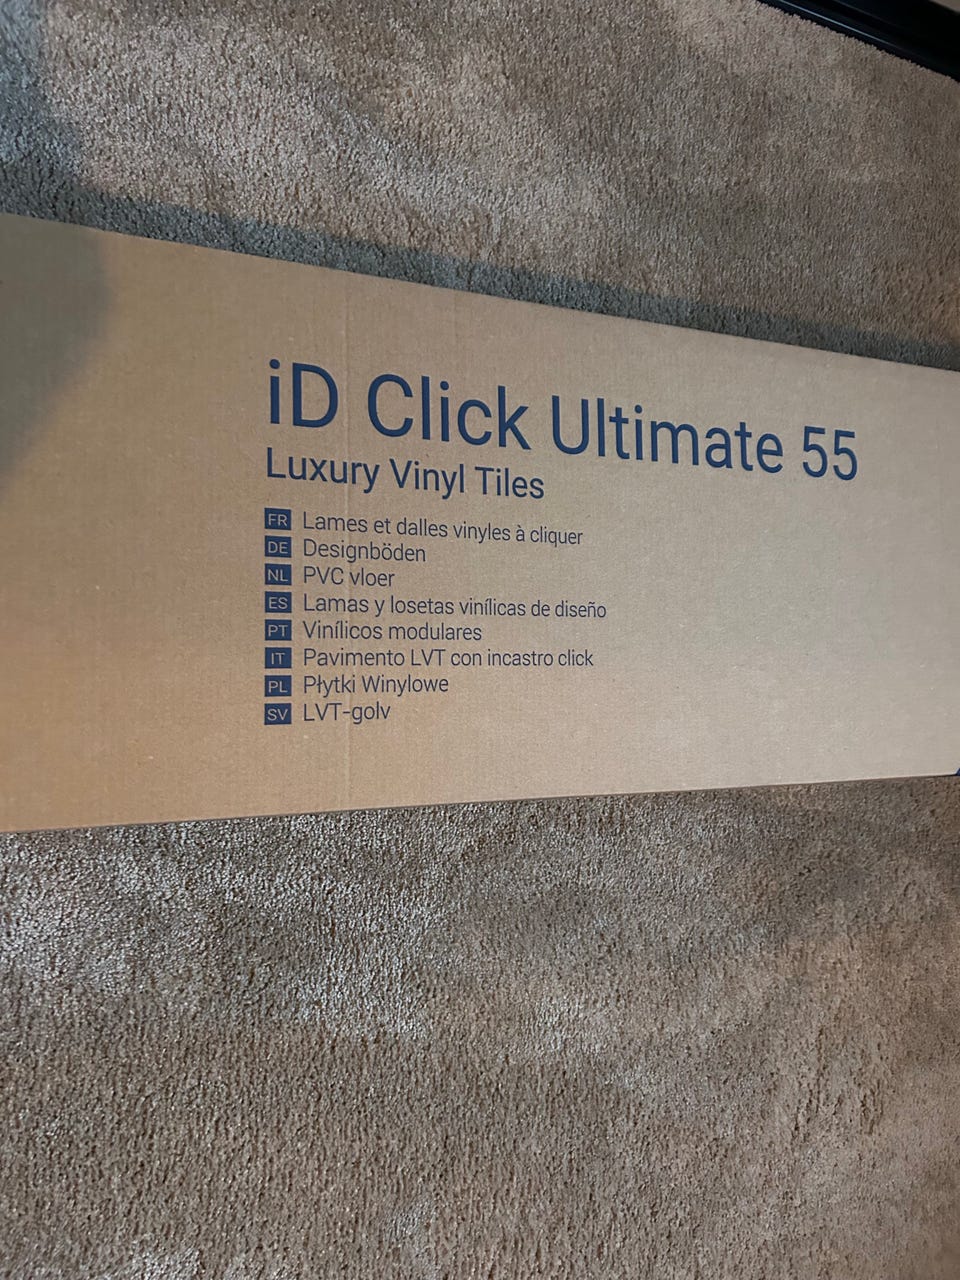 iD Click Ultimate 55
Luxury Vinyl Tiles
FR Lames et dalles vinyles à cliquer
DE Designböden
NL PVC vloer
ES Lamas y losetas vinílicas de diseño
PT Vinílicos modulares
IT Pavimento LVT con incastro click
PL Płytki Winylowe
SV LVT-golv